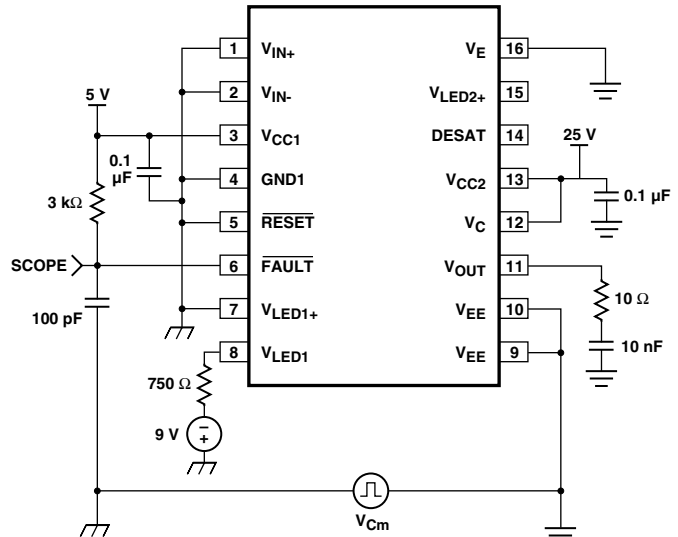 1 V_IN+
2 V_IN-
3 V_CC1
4 GND1
5 RESET
6 FAULT
7 V_LED1+
8 V_LED1
V_E 16
V_LED2+ 15
DESAT 14
V_CC2 13
V_C 12
V_OUT 11
V_EE 10
V_EE 9
5 V
0.1
µF
3 kΩ
SCOPE
100 pF
750 Ω
9 V
−
+
V_Cm
25 V
0.1 µF
10 Ω
10 nF